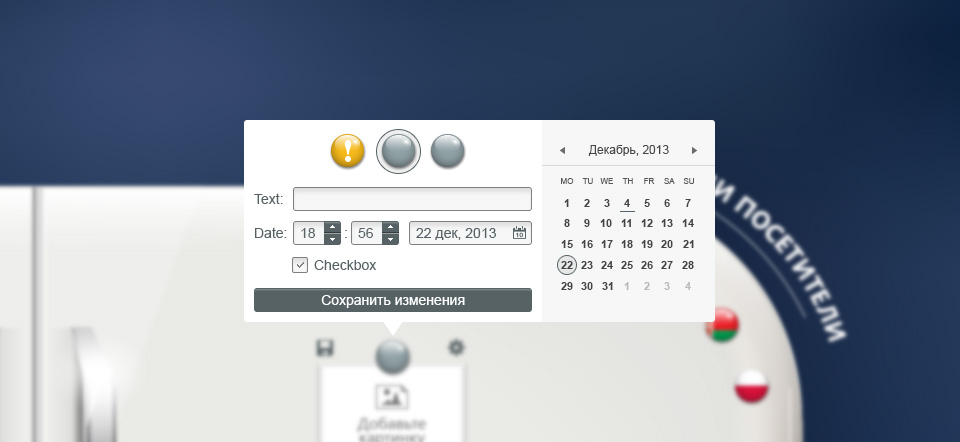 Декабрь, 2013
MO TU WE TH FR SA SU
1 2 3 4 5 6 7
8 9 10 11 12 13 14
15 16 17 18 19 20 21
22 23 24 25 26 27 28
29 30 31 1 2 3 4
Text:
Date: 18 : 56 22 дек, 2013 10
Checkbox
Сохранить изменения
И ПОСЕТИТЕЛИ
Добавьте
картинку